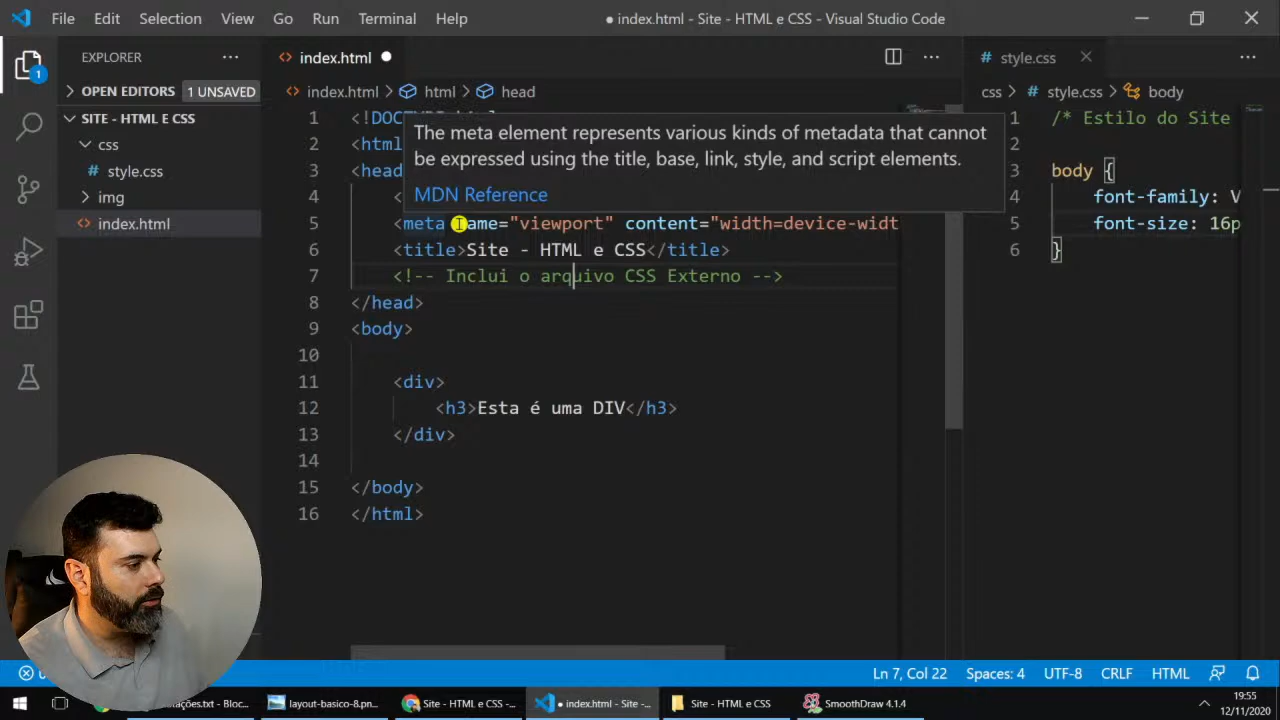 File Edit Selection View Go Run Terminal Help
● index.html - Site - HTML e CSS - Visual Studio Code
EXPLORER
OPEN EDITORS 1 UNSAVED
SITE - HTML E CSS
css
# style.css
img
<> index.html
1
<> index.html ●
<> index.html > html > head
1 <!DOC
2 <html
3 <head
4 <
5 <meta name="viewport" content="width=device-widt
6 <title>Site - HTML e CSS</title>
7 <!-- Inclui o arquivo CSS Externo -->
8 </head>
9 <body>
10
11 <div>
12 <h3>Esta é uma DIV</h3>
13 </div>
14
15 </body>
16 </html>
The meta element represents various kinds of metadata that cannot
be expressed using the title, base, link, style, and script elements.
MDN Reference
# style.css
css > # style.css > body
1 /* Estilo do Site
2
3 body {
4 font-family: V
5 font-size: 16p
6 }
Ln 7, Col 22 Spaces: 4 UTF-8 CRLF HTML
tações.txt - Bloc... layout-basico-8.pn... Site - HTML e CSS -... ● index.html - Site -... Site - HTML e CSS SmoothDraw 4.1.4
19:55
12/11/2020